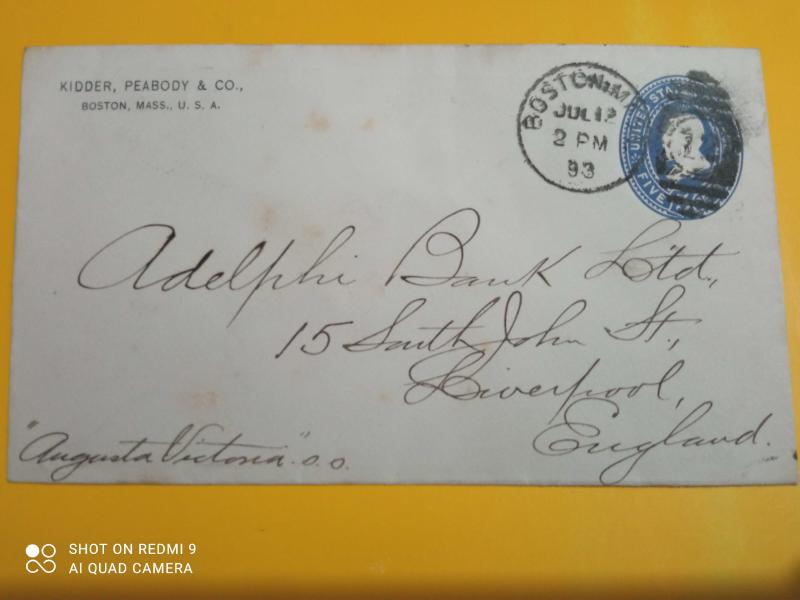 KIDDER, PEABODY & CO.,
BOSTON, MASS., U. S. A.
BOSTON, M
JUL 12
2 PM
93
UNITED STA
FIVE
Adelphi Bank Ltd,
15 South John St,
Liverpool,
England.
"Augusta Victoria" s.s.
SHOT ON REDMI 9
AI QUAD CAMERA